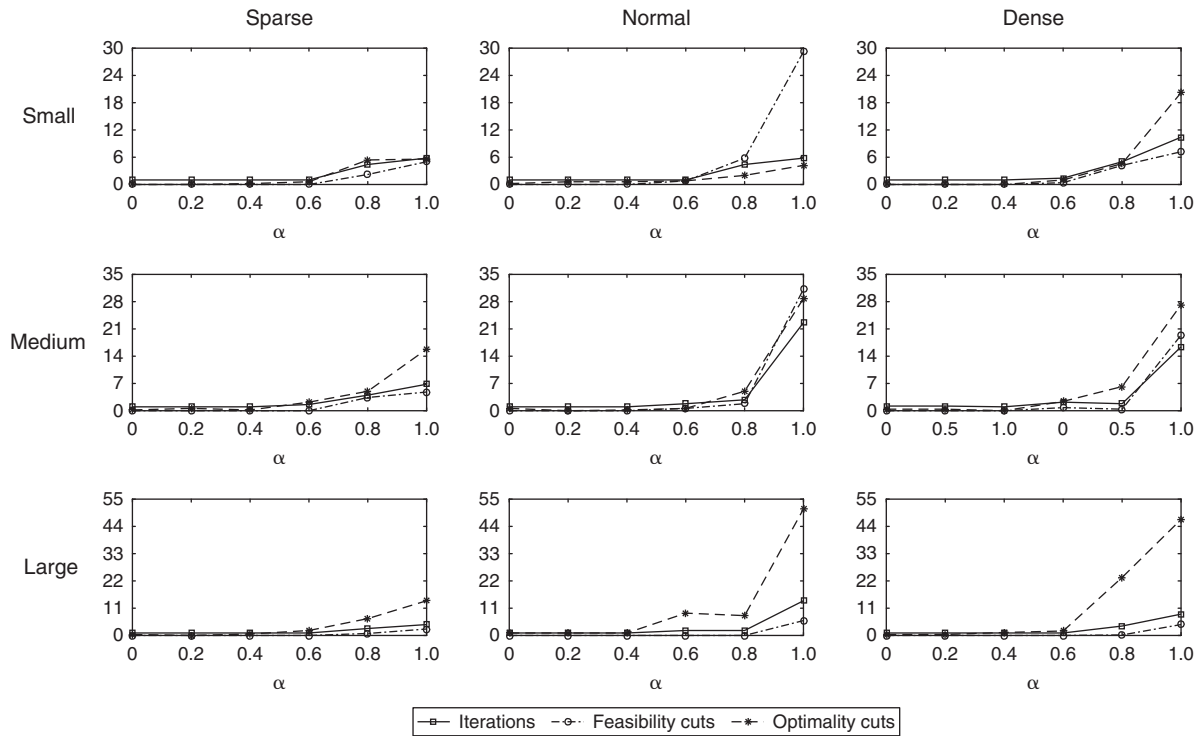 Sparse Normal Dense
Small
30 30 30
24 24 24
18 18 18
12 12 12
6 6 6
0 0 0
0 0.2 0.4 0.6 0.8 1.0 0 0.2 0.4 0.6 0.8 1.0 0 0.2 0.4 0.6 0.8 1.0
α α α
Medium
35 35 35
28 28 28
21 21 21
14 14 14
7 7 7
0 0 0
0 0.2 0.4 0.6 0.8 1.0 0 0.2 0.4 0.6 0.8 1.0 0 0.5 1.0 0 0.5 1.0
α α α
Large
55 55 55
44 44 44
33 33 33
22 22 22
11 11 11
0 0 0
0 0.2 0.4 0.6 0.8 1.0 0 0.2 0.4 0.6 0.8 1.0 0 0.2 0.4 0.6 0.8 1.0
α α α
Iterations Feasibility cuts Optimality cuts